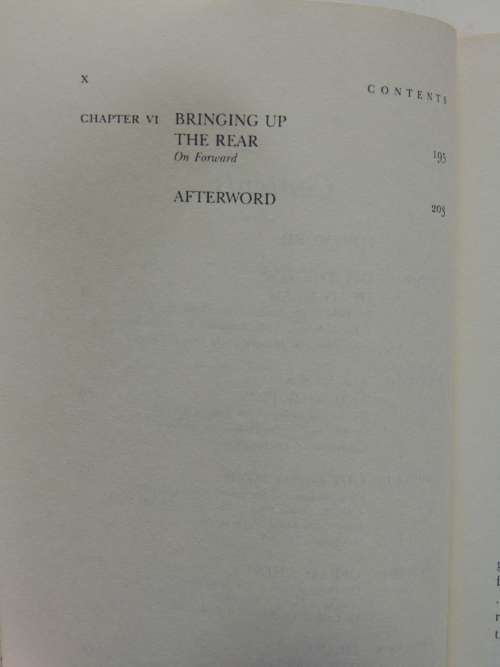 X CONTENTS
CHAPTER VI BRINGING UP
THE REAR
On Forward 195
AFTERWORD 205